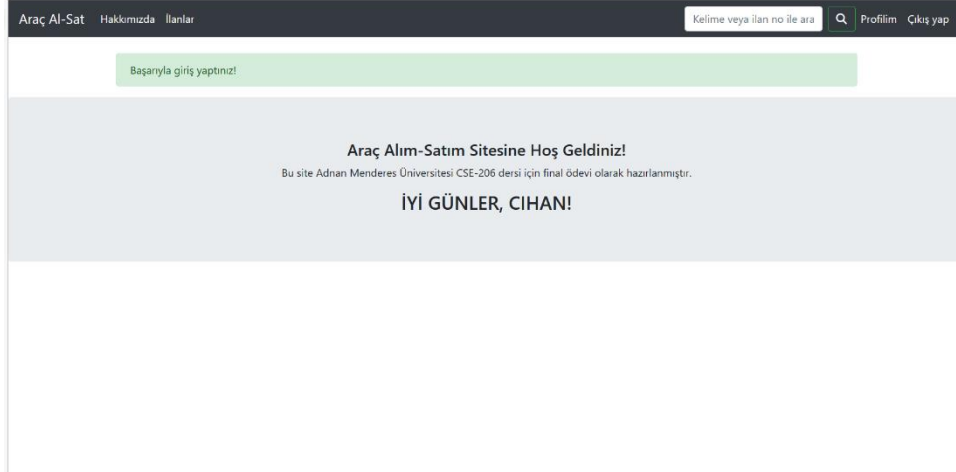 Araç Al-Sat Hakkımızda İlanlar Kelime veya ilan no ile ara Profilim Çıkış yap
Başarıyla giriş yaptınız!
Araç Alım-Satım Sitesine Hoş Geldiniz!
Bu site Adnan Menderes Üniversitesi CSE-206 dersi için final ödevi olarak hazırlanmıştır.
İYİ GÜNLER, CIHAN!